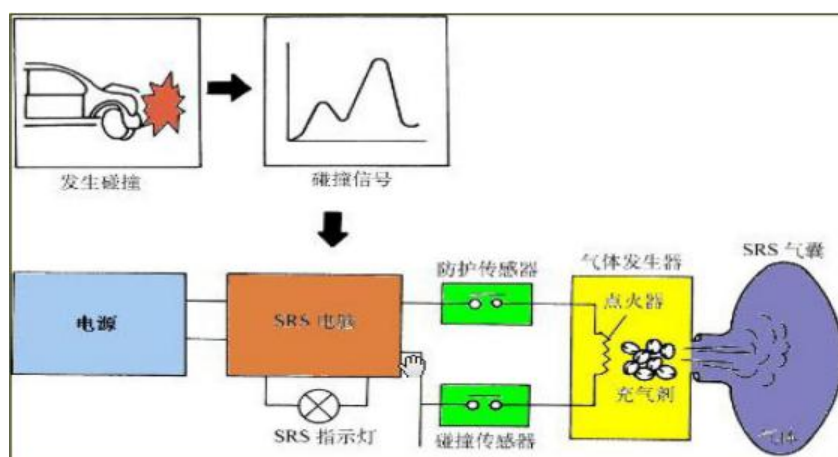 发生碰撞
碰撞信号
电源
SRS 电脑
SRS 指示灯
防护传感器
碰撞传感器
气体发生器
点火器
充气剂
SRS 气囊
气体